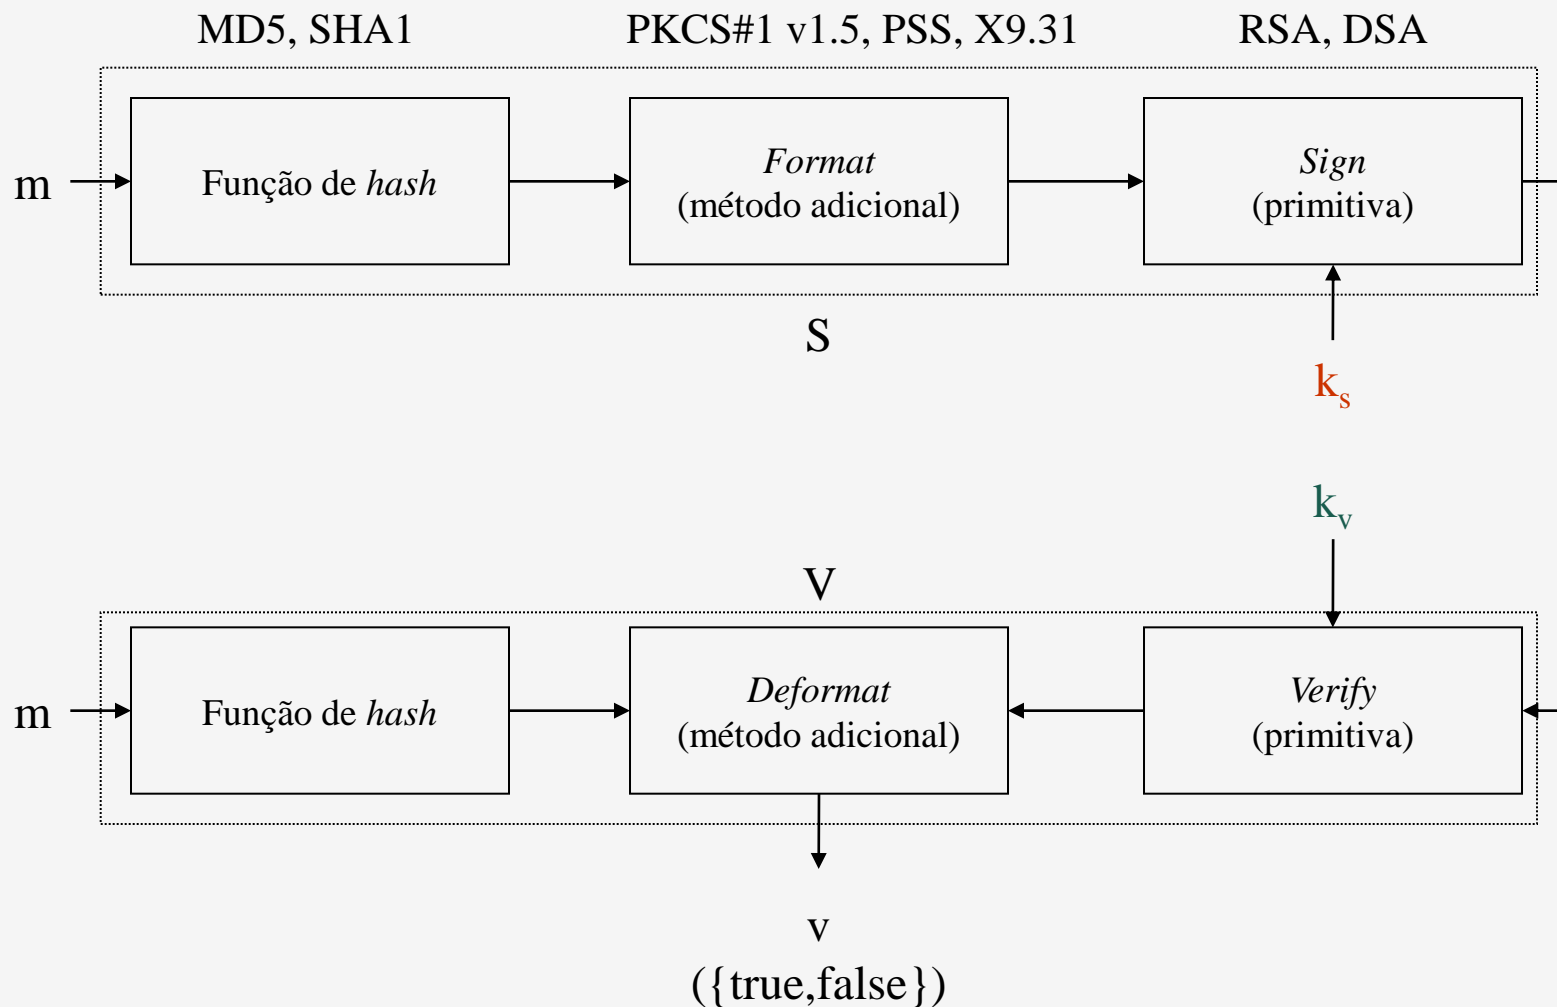 MD5, SHA1 PKCS#1 v1.5, PSS, X9.31 RSA, DSA
m
Função de hash
Format
(método adicional)
Sign
(primitiva)
S
kₛ
kᵥ
V
m
Função de hash
Deformat
(método adicional)
Verify
(primitiva)
v
({true,false})